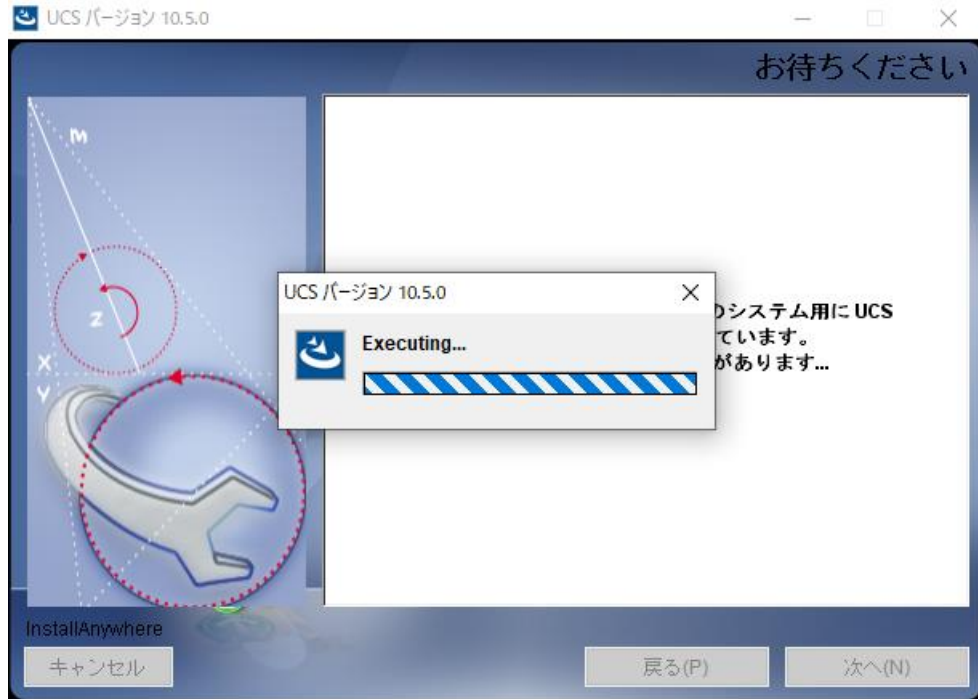 UCS バージョン 10.5.0
お待ちください
M
Z
X
Y
UCS バージョン 10.5.0
Executing...
のシステム用に UCS
ています。
があります...
InstallAnywhere
キャンセル
戻る(P)
次へ(N)